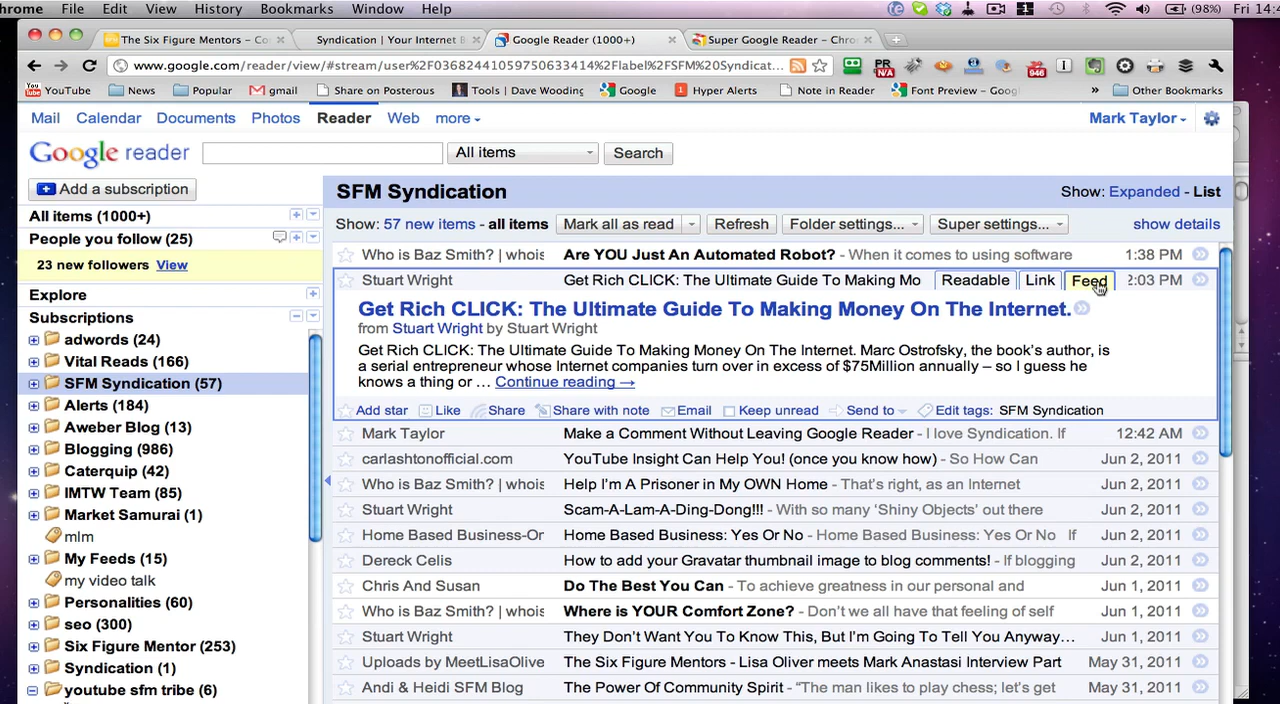 hrome File Edit View History Bookmarks Window Help (98%) Fri 14:4
The Six Figure Mentors – Co Syndication | Your Internet B Google Reader (1000+) Super Google Reader – Chro
www.google.com/reader/view/#stream/user%2F03682441059750633414%2Flabel%2FSFM%20Syndicat... PR N/A 946
YouTube News Popular gmail Share on Posterous Tools | Dave Wooding Google Hyper Alerts Note in Reader Font Preview – Goog » Other Bookmarks
Mail Calendar Documents Photos Reader Web more Mark Taylor
Google reader All items Search
Add a subscription
SFM Syndication Show: Expanded - List
All items (1000+)
Show: 57 new items - all items Mark all as read Refresh Folder settings... Super settings... show details
People you follow (25)
23 new followers View
Explore
Subscriptions
adwords (24)
Vital Reads (166)
SFM Syndication (57)
Alerts (184)
Aweber Blog (13)
Blogging (986)
Caterquip (42)
IMTW Team (85)
Market Samurai (1)
mlm
My Feeds (15)
my video talk
Personalities (60)
seo (300)
Six Figure Mentor (253)
Syndication (1)
youtube sfm tribe (6)
Who is Baz Smith? | whois Are YOU Just An Automated Robot? - When it comes to using software 1:38 PM
Stuart Wright Get Rich CLICK: The Ultimate Guide To Making Mo Readable Link Feed 2:03 PM
Get Rich CLICK: The Ultimate Guide To Making Money On The Internet.
from Stuart Wright by Stuart Wright
Get Rich CLICK: The Ultimate Guide To Making Money On The Internet. Marc Ostrofsky, the book's author, is
a serial entrepreneur whose Internet companies turn over in excess of $75Million annually – so I guess he
knows a thing or … Continue reading →
Add star Like Share Share with note Email Keep unread Send to Edit tags: SFM Syndication
Mark Taylor Make a Comment Without Leaving Google Reader - I love Syndication. If 12:42 AM
carlashtonofficial.com YouTube Insight Can Help You! (once you know how) - So How Can Jun 2, 2011
Who is Baz Smith? | whois Help I'm A Prisoner in My OWN Home - That's right, as an Internet Jun 2, 2011
Stuart Wright Scam-A-Lam-A-Ding-Dong!!! - With so many 'Shiny Objects' out there Jun 2, 2011
Home Based Business-Or Home Based Business: Yes Or No - Home Based Business: Yes Or No If Jun 2, 2011
Dereck Celis How to add your Gravatar thumbnail image to blog comments! - If blogging Jun 2, 2011
Chris And Susan Do The Best You Can - To achieve greatness in our personal and Jun 1, 2011
Who is Baz Smith? | whois Where is YOUR Comfort Zone? - Don't we all have that feeling of self Jun 1, 2011
Stuart Wright They Don't Want You To Know This, But I'm Going To Tell You Anyway... Jun 1, 2011
Uploads by MeetLisaOlive The Six Figure Mentors - Lisa Oliver meets Mark Anastasi Interview Part May 31, 2011
Andi & Heidi SFM Blog The Power Of Community Spirit - "The man likes to play chess; let's get May 31, 2011